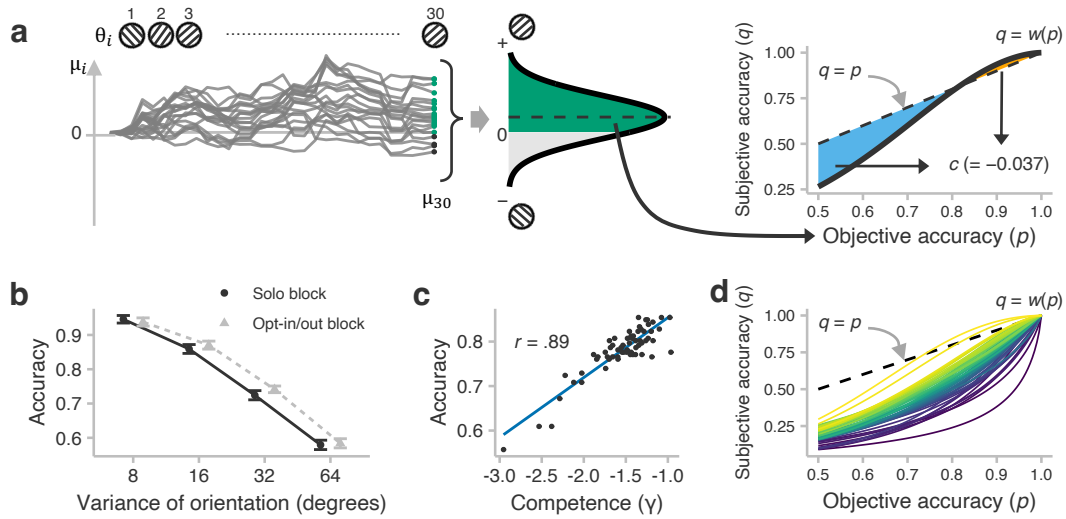 a
1 2 3 30
θi
μi
0
μ30
+
0
−
Subjective accuracy (q)
1.00
0.75
0.50
0.25
q = w(p)
q = p
c (= −0.037)
0.5 0.6 0.7 0.8 0.9 1.0
Objective accuracy (p)
b
Solo block
Opt-in/out block
Accuracy
0.9
0.8
0.7
0.6
8 16 32 64
Variance of orientation (degrees)
c
r = .89
Accuracy
0.8
0.7
0.6
-3.0 -2.5 -2.0 -1.5 -1.0
Competence (γ)
d
Subjective accuracy (q)
1.00
0.75
0.50
0.25
q = w(p)
q = p
0.5 0.6 0.7 0.8 0.9 1.0
Objective accuracy (p)